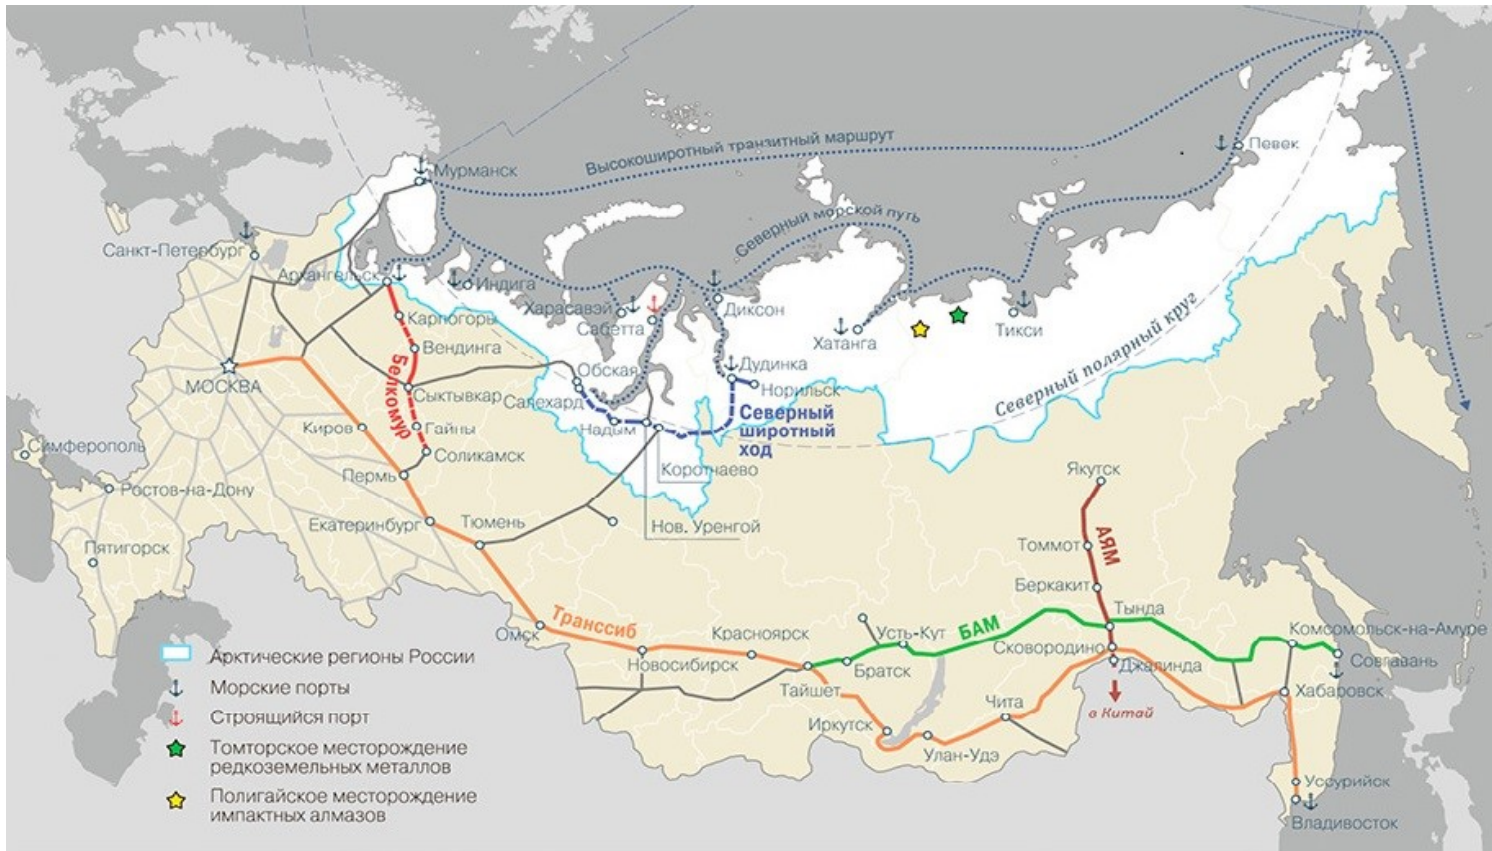 Высокоширотный транзитный маршрут
Певек
Мурманск
Северный морской путь
Санкт-Петербург
Архангельск
Индига
Харасавэй
Сабетта
Диксон
Хатанга
Тикси
Северный полярный круг
Карпогоры
Вендинга
Белкомур
Обская
Дудинка
Норильск
МОСКВА
Сыктывкар
Салехард
Северный
широтный
ход
Киров
Гайны
Надым
Симферополь
Соликамск
Коротчаево
Пермь
Якутск
Ростов-на-Дону
Екатеринбург
Тюмень
Нов. Уренгой
Пятигорск
Томмот
АЯМ
Беркакит
Тында
Омск
Транссиб
Красноярск
Усть-Кут
БАМ
Комсомольск-на-Амуре
Сковородино
Новосибирск
Братск
Джалинда
Совгавань
Тайшет
Хабаровск
Чита
в Китай
Иркутск
Улан-Удэ
Уссурийск
Владивосток
Арктические регионы России
Морские порты
Строящийся порт
Томторское месторождение
редкоземельных металлов
Полигайское месторождение
импактных алмазов